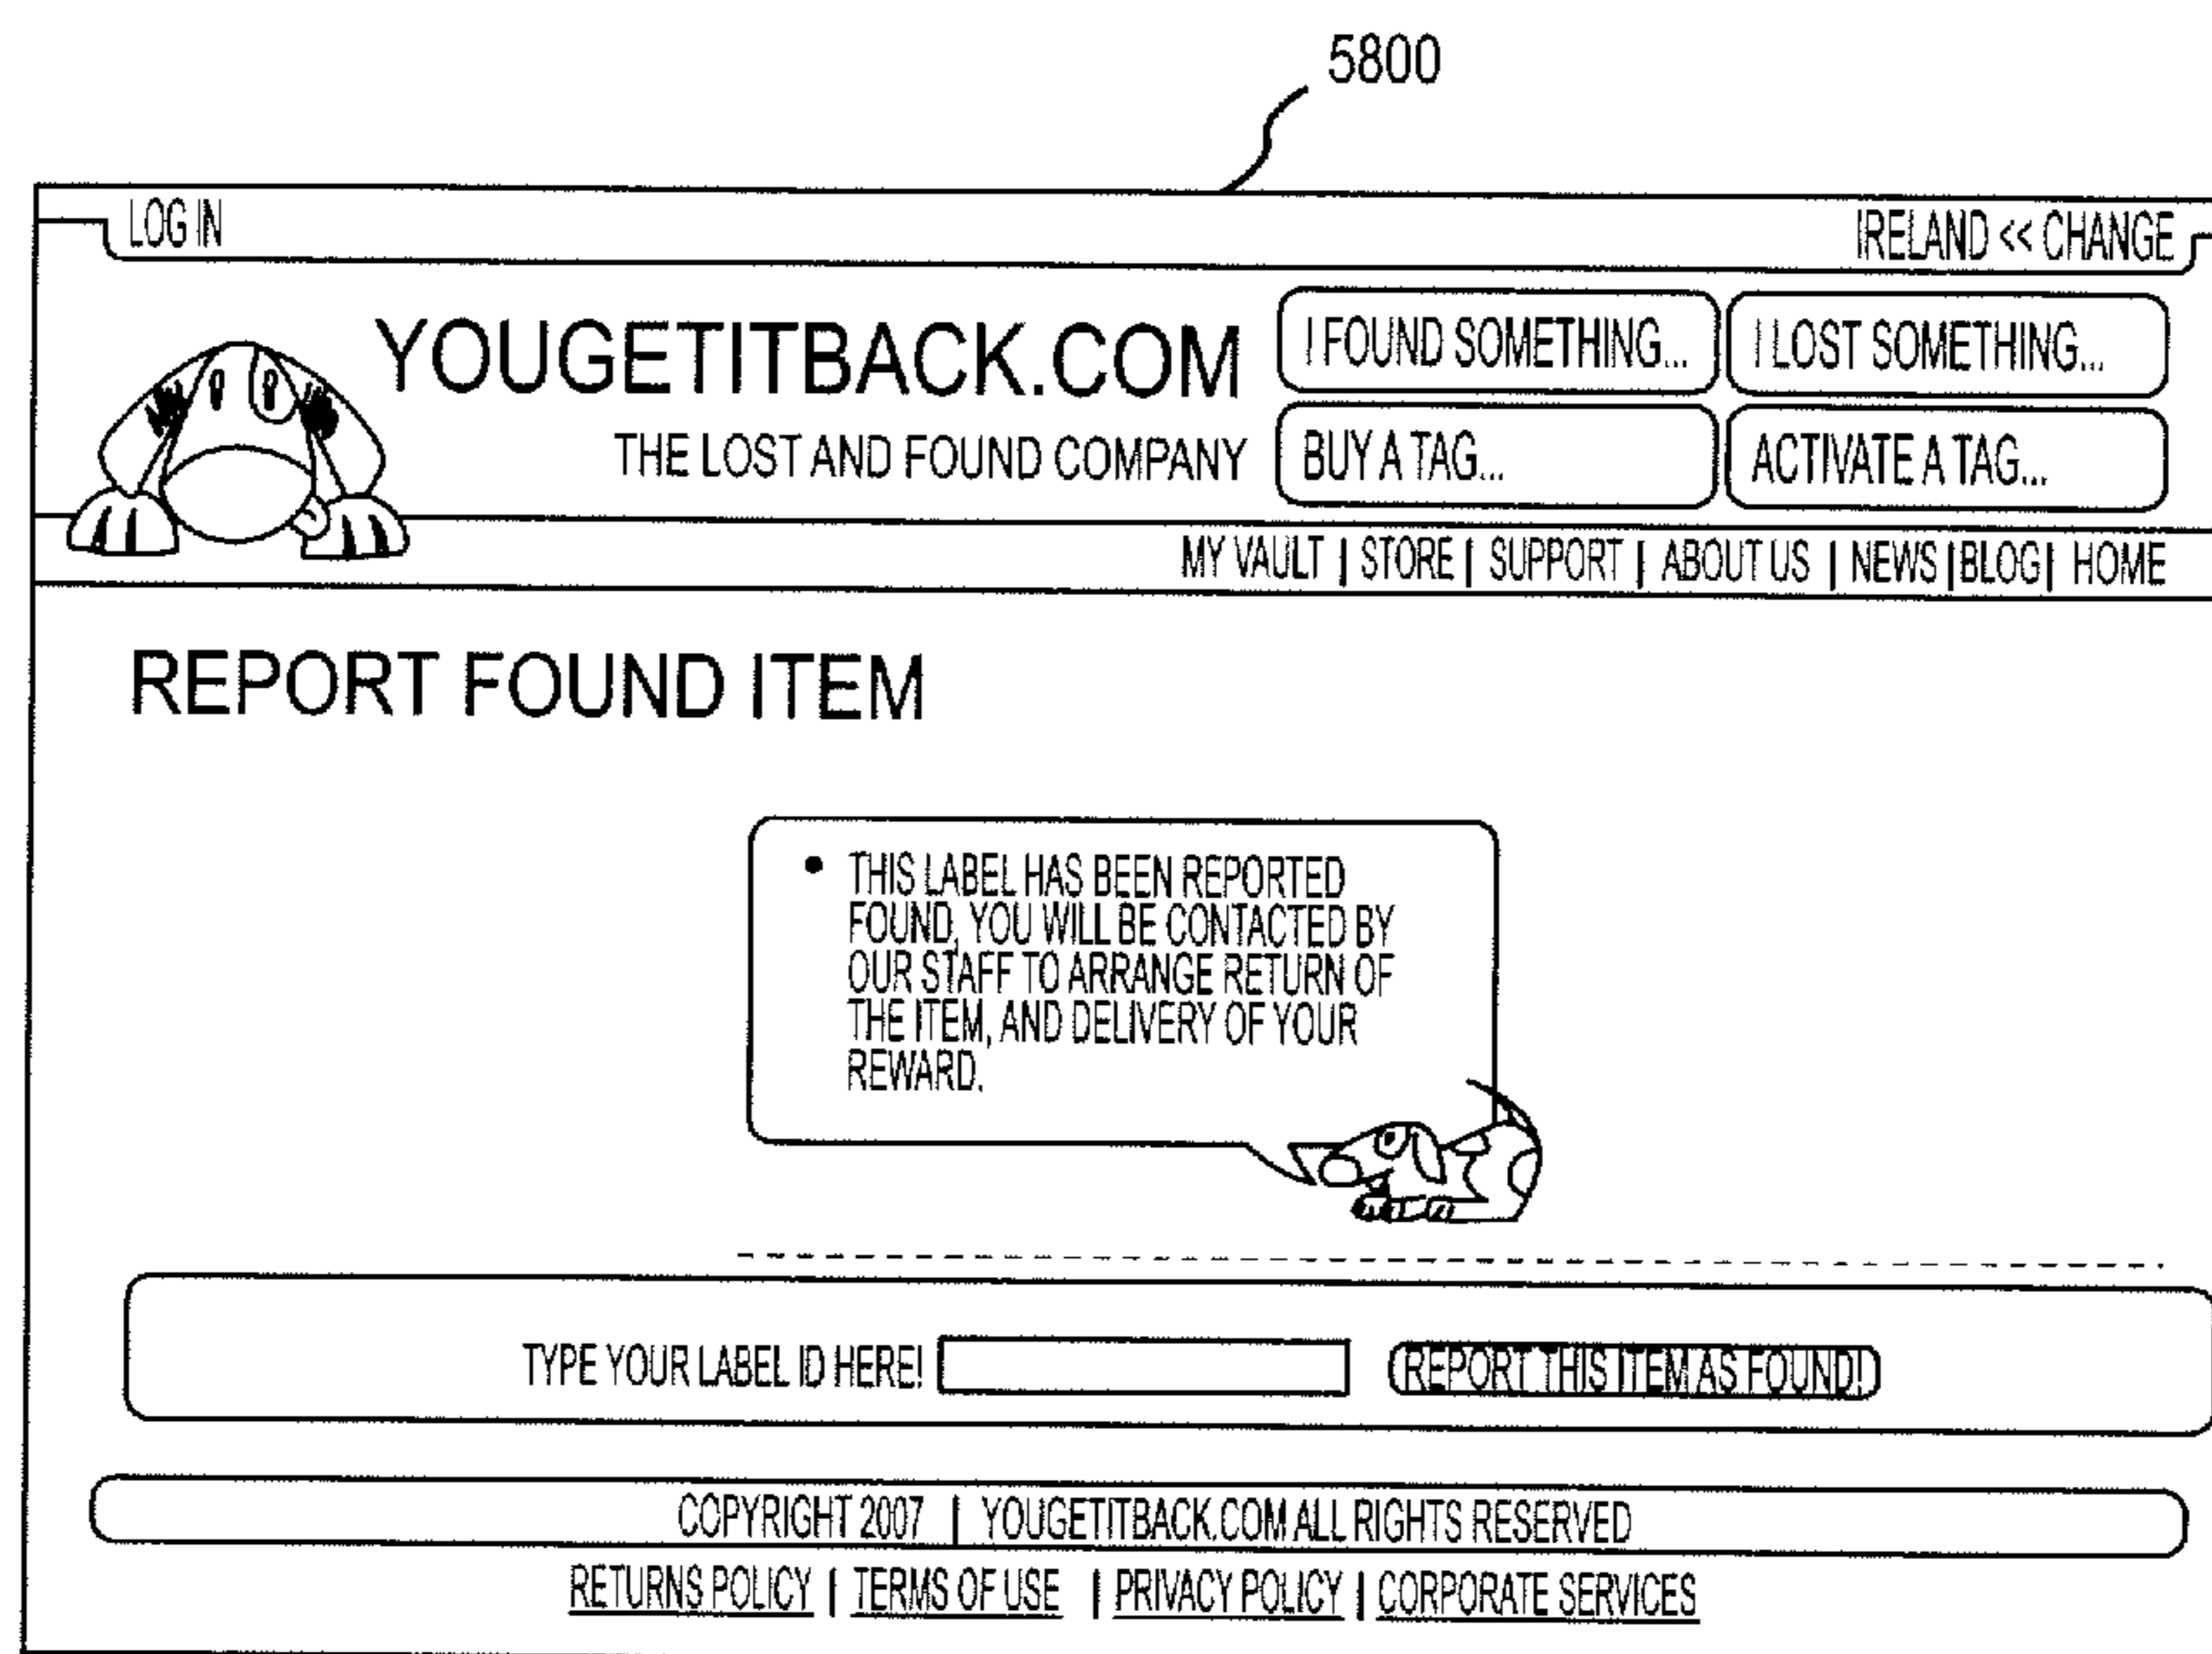 5800
LOG IN
IRELAND << CHANGE
YOUGETITBACK.COM
THE LOST AND FOUND COMPANY
I FOUND SOMETHING...
I LOST SOMETHING...
BUY A TAG...
ACTIVATE A TAG...
MY VAULT | STORE | SUPPORT | ABOUT US | NEWS | BLOG | HOME
REPORT FOUND ITEM
• THIS LABEL HAS BEEN REPORTED
FOUND, YOU WILL BE CONTACTED BY
OUR STAFF TO ARRANGE RETURN OF
THE ITEM, AND DELIVERY OF YOUR
REWARD.
TYPE YOUR LABEL ID HERE!
REPORT THIS ITEM AS FOUND!
COPYRIGHT 2007 | YOUGETITBACK.COM ALL RIGHTS RESERVED
RETURNS POLICY | TERMS OF USE | PRIVACY POLICY | CORPORATE SERVICES